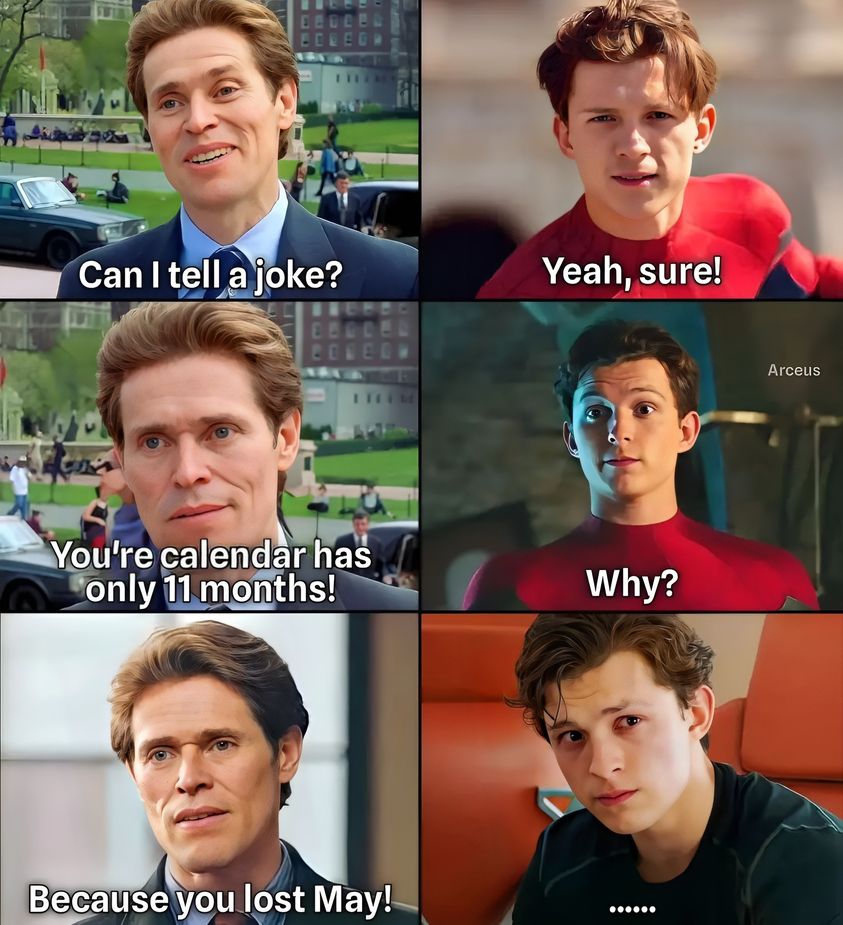 Can I tell a joke?
Yeah, sure!
Arceus
You're calendar has
only 11 months!
Why?
Because you lost May!
......